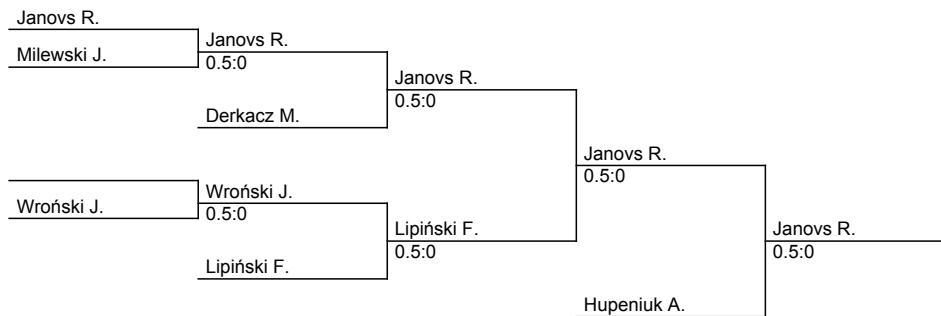 Janovs R.
Milewski J.
Janovs R.
0.5:0
Janovs R.
0.5:0
Derkacz M.
Janovs R.
0.5:0
Wroński J.
Wroński J.
0.5:0
Lipiński F.
0.5:0
Lipiński F.
Janovs R.
0.5:0
Hupeniuk A.